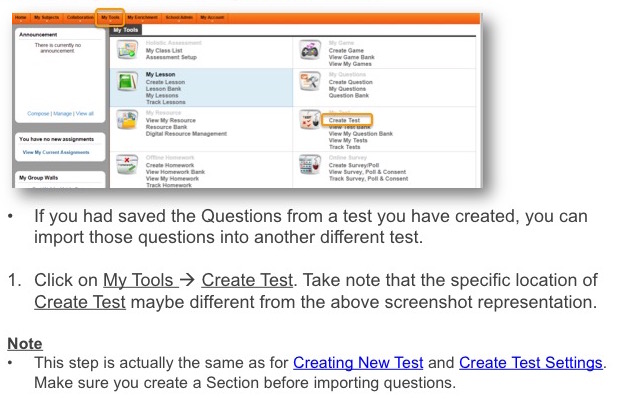 Home My Subjects Collaboration My Tools My Enrichment School Admin My Account
Announcement
There is currently no
announcement
Compose | Manage | View all
You have no new assignments
View My Current Assignments
My Group Walls
My Tools
Holistic Assessment
My Class List
Assessment Setup
My Lesson
Create Lesson
Lesson Bank
My Lessons
Track Lessons
My Resource
View My Resource
Resource Bank
Digital Resource Management
Offline Homework
Create Homework
View Homework Bank
View My Homework
Track Homework
My Game
Create Game
View Game Bank
View My Games
My Questions
Create Question
My Questions
Question Bank
Create Test
View Test Bank
View My Question Bank
View My Tests
Track Tests
Online Survey
Create Survey/Poll
View Survey, Poll & Consent
Track Survey, Poll & Consent
• If you had saved the Questions from a test you have created, you can
import those questions into another different test.
1. Click on My Tools → Create Test. Take note that the specific location of
Create Test maybe different from the above screenshot representation.
Note
• This step is actually the same as for Creating New Test and Create Test Settings.
Make sure you create a Section before importing questions.